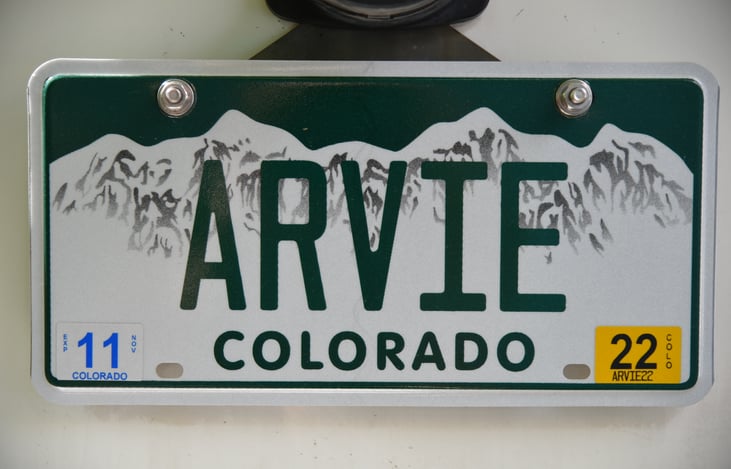 ARVIE
COLORADO
EXP 11 NOV
COLORADO
22 COLO
ARVIE22